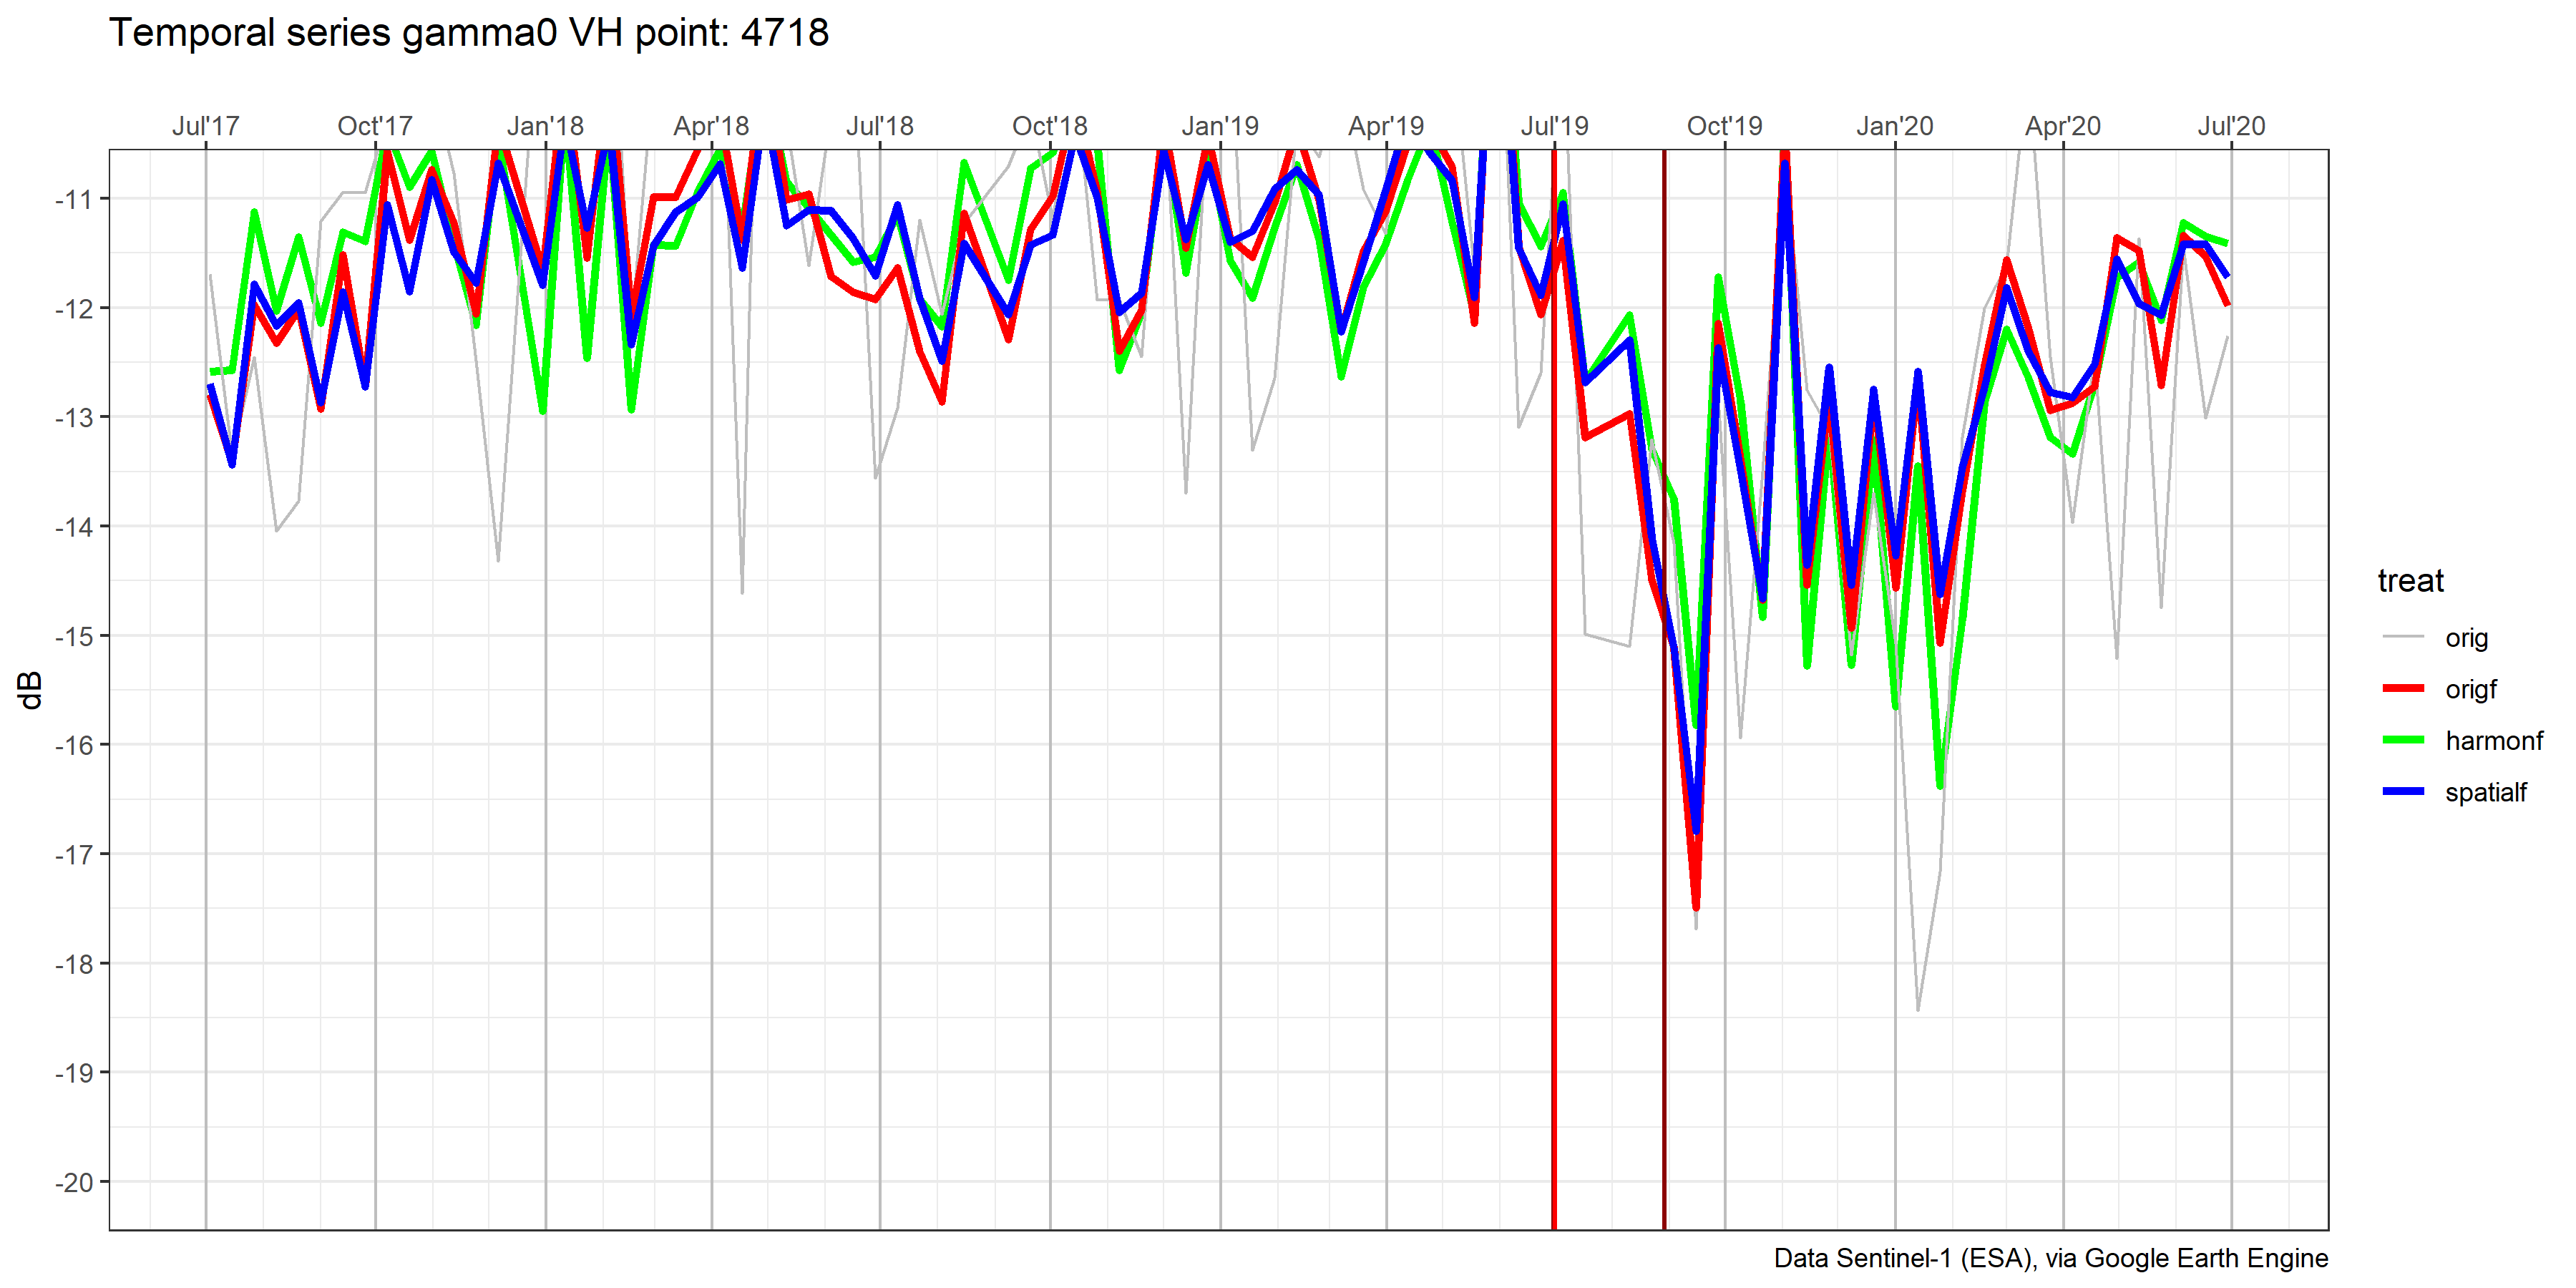 Temporal series gamma0 VH point: 4718
Jul'17 Oct'17 Jan'18 Apr'18 Jul'18 Oct'18 Jan'19 Apr'19 Jul'19 Oct'19 Jan'20 Apr'20 Jul'20
-11
-12
-13
-14
-15
-16
-17
-18
-19
-20
dB
treat
orig
origf
harmonf
spatialf
Data Sentinel-1 (ESA), via Google Earth Engine